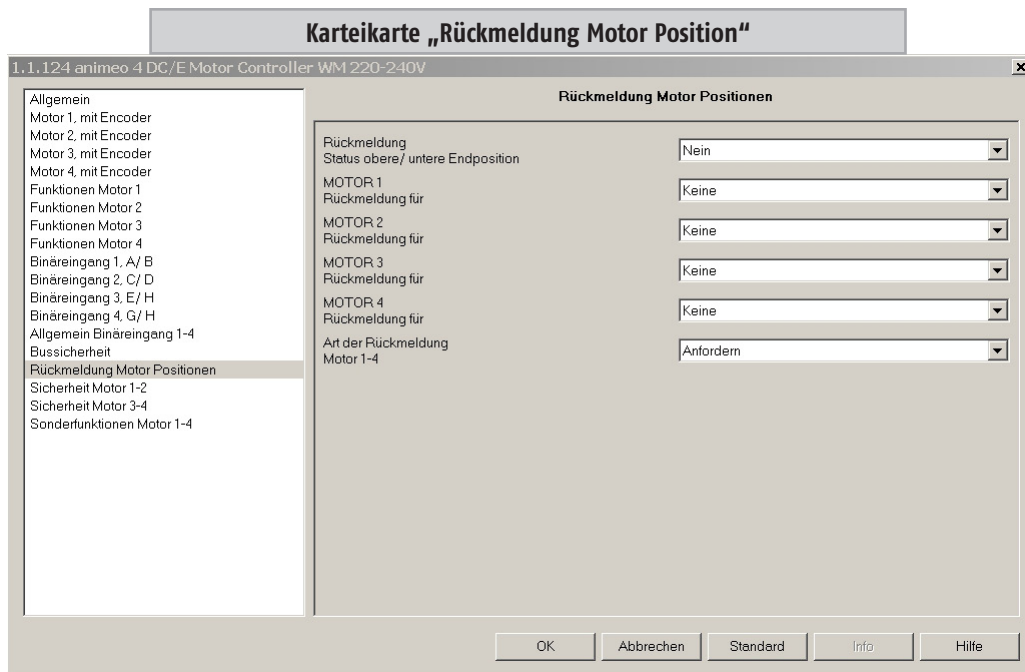 Karteikarte „Rückmeldung Motor Position“
1.1.124 animeo 4 DC/E Motor Controller WM 220-240V
Allgemein
Motor 1, mit Encoder
Motor 2, mit Encoder
Motor 3, mit Encoder
Motor 4, mit Encoder
Funktionen Motor 1
Funktionen Motor 2
Funktionen Motor 3
Funktionen Motor 4
Binäreingang 1, A/ B
Binäreingang 2, C/ D
Binäreingang 3, E/ H
Binäreingang 4, G/ H
Allgemein Binäreingang 1-4
Bussicherheit
Rückmeldung Motor Positionen
Sicherheit Motor 1-2
Sicherheit Motor 3-4
Sonderfunktionen Motor 1-4
Rückmeldung Motor Positionen
Rückmeldung
Status obere/ untere Endposition
Nein
MOTOR 1
Rückmeldung für
Keine
MOTOR 2
Rückmeldung für
Keine
MOTOR 3
Rückmeldung für
Keine
MOTOR 4
Rückmeldung für
Keine
Art der Rückmeldung
Motor 1-4
Anfordern
OK
Abbrechen
Standard
Info
Hilfe